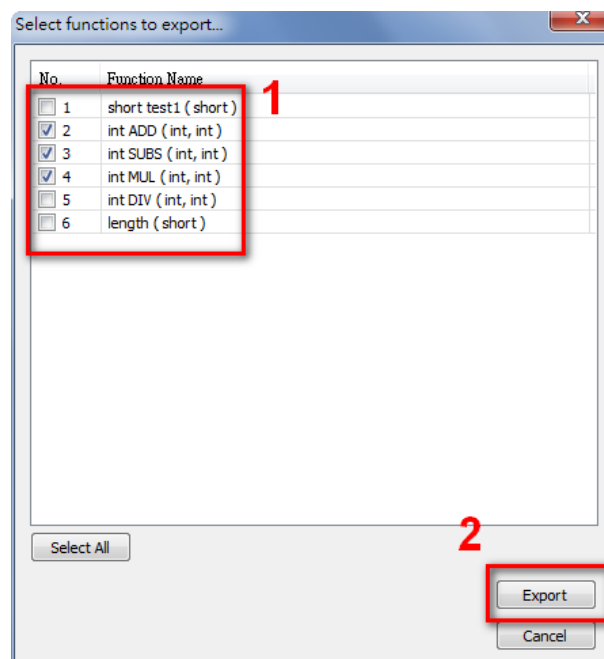 Select functions to export...
No. Function Name
1
1 short test1 ( short )
2 int ADD ( int, int )
3 int SUBS ( int, int )
4 int MUL ( int, int )
5 int DIV ( int, int )
6 length ( short )
Select All
2
Export
Cancel